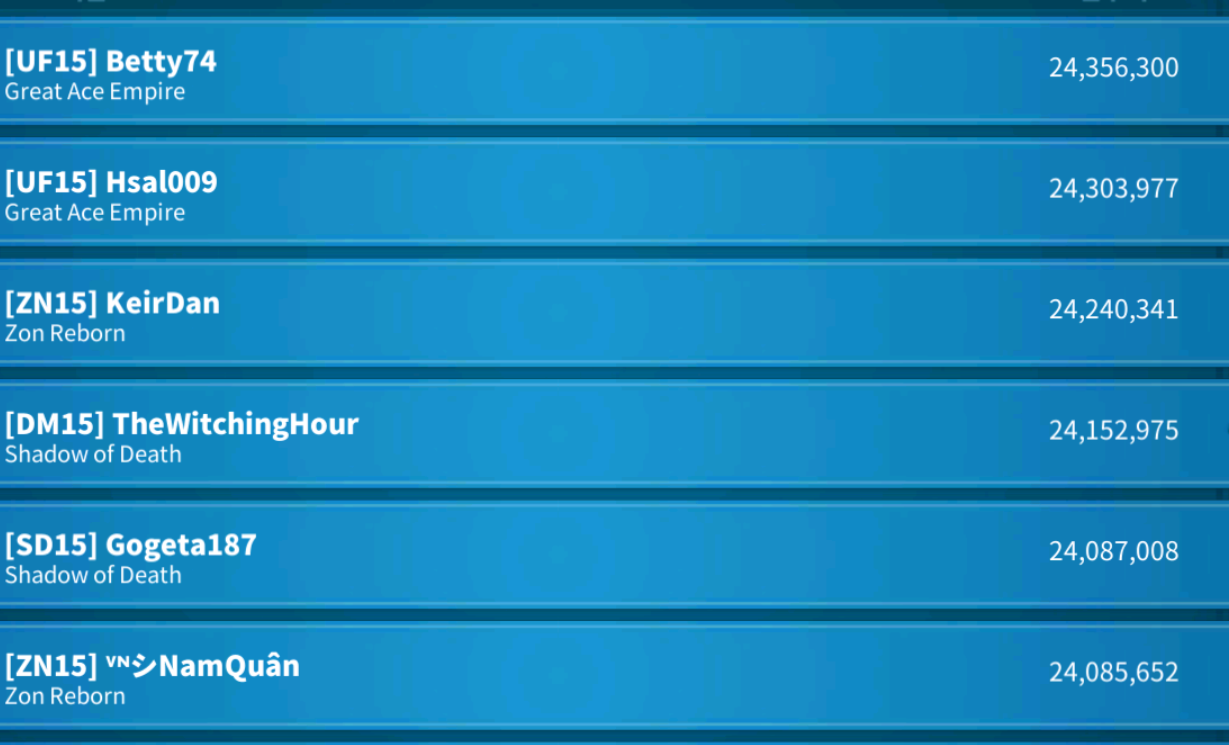 [UF15] Betty74
Great Ace Empire
24,356,300
[UF15] Hsal009
Great Ace Empire
24,303,977
[ZN15] KeirDan
Zon Reborn
24,240,341
[DM15] TheWitchingHour
Shadow of Death
24,152,975
[SD15] Gogeta187
Shadow of Death
24,087,008
[ZN15] ⱽᴺシNamQuân
Zon Reborn
24,085,652